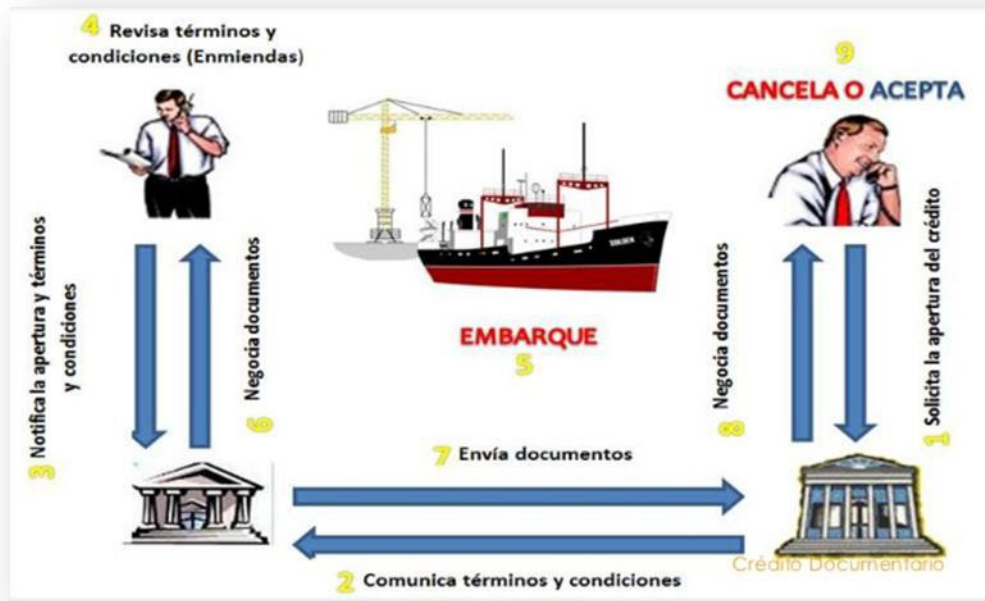 4 Revisa términos y
condiciones (Enmiendas)
9
CANCELA O ACEPTA
3 Notifica la apertura y términos
y condiciones
6 Negocia documentos
EMBARQUE
5
8 Negocia documentos
1 Solicita la apertura del crédito
7 Envía documentos
2 Comunica términos y condiciones
Crédito Documentario